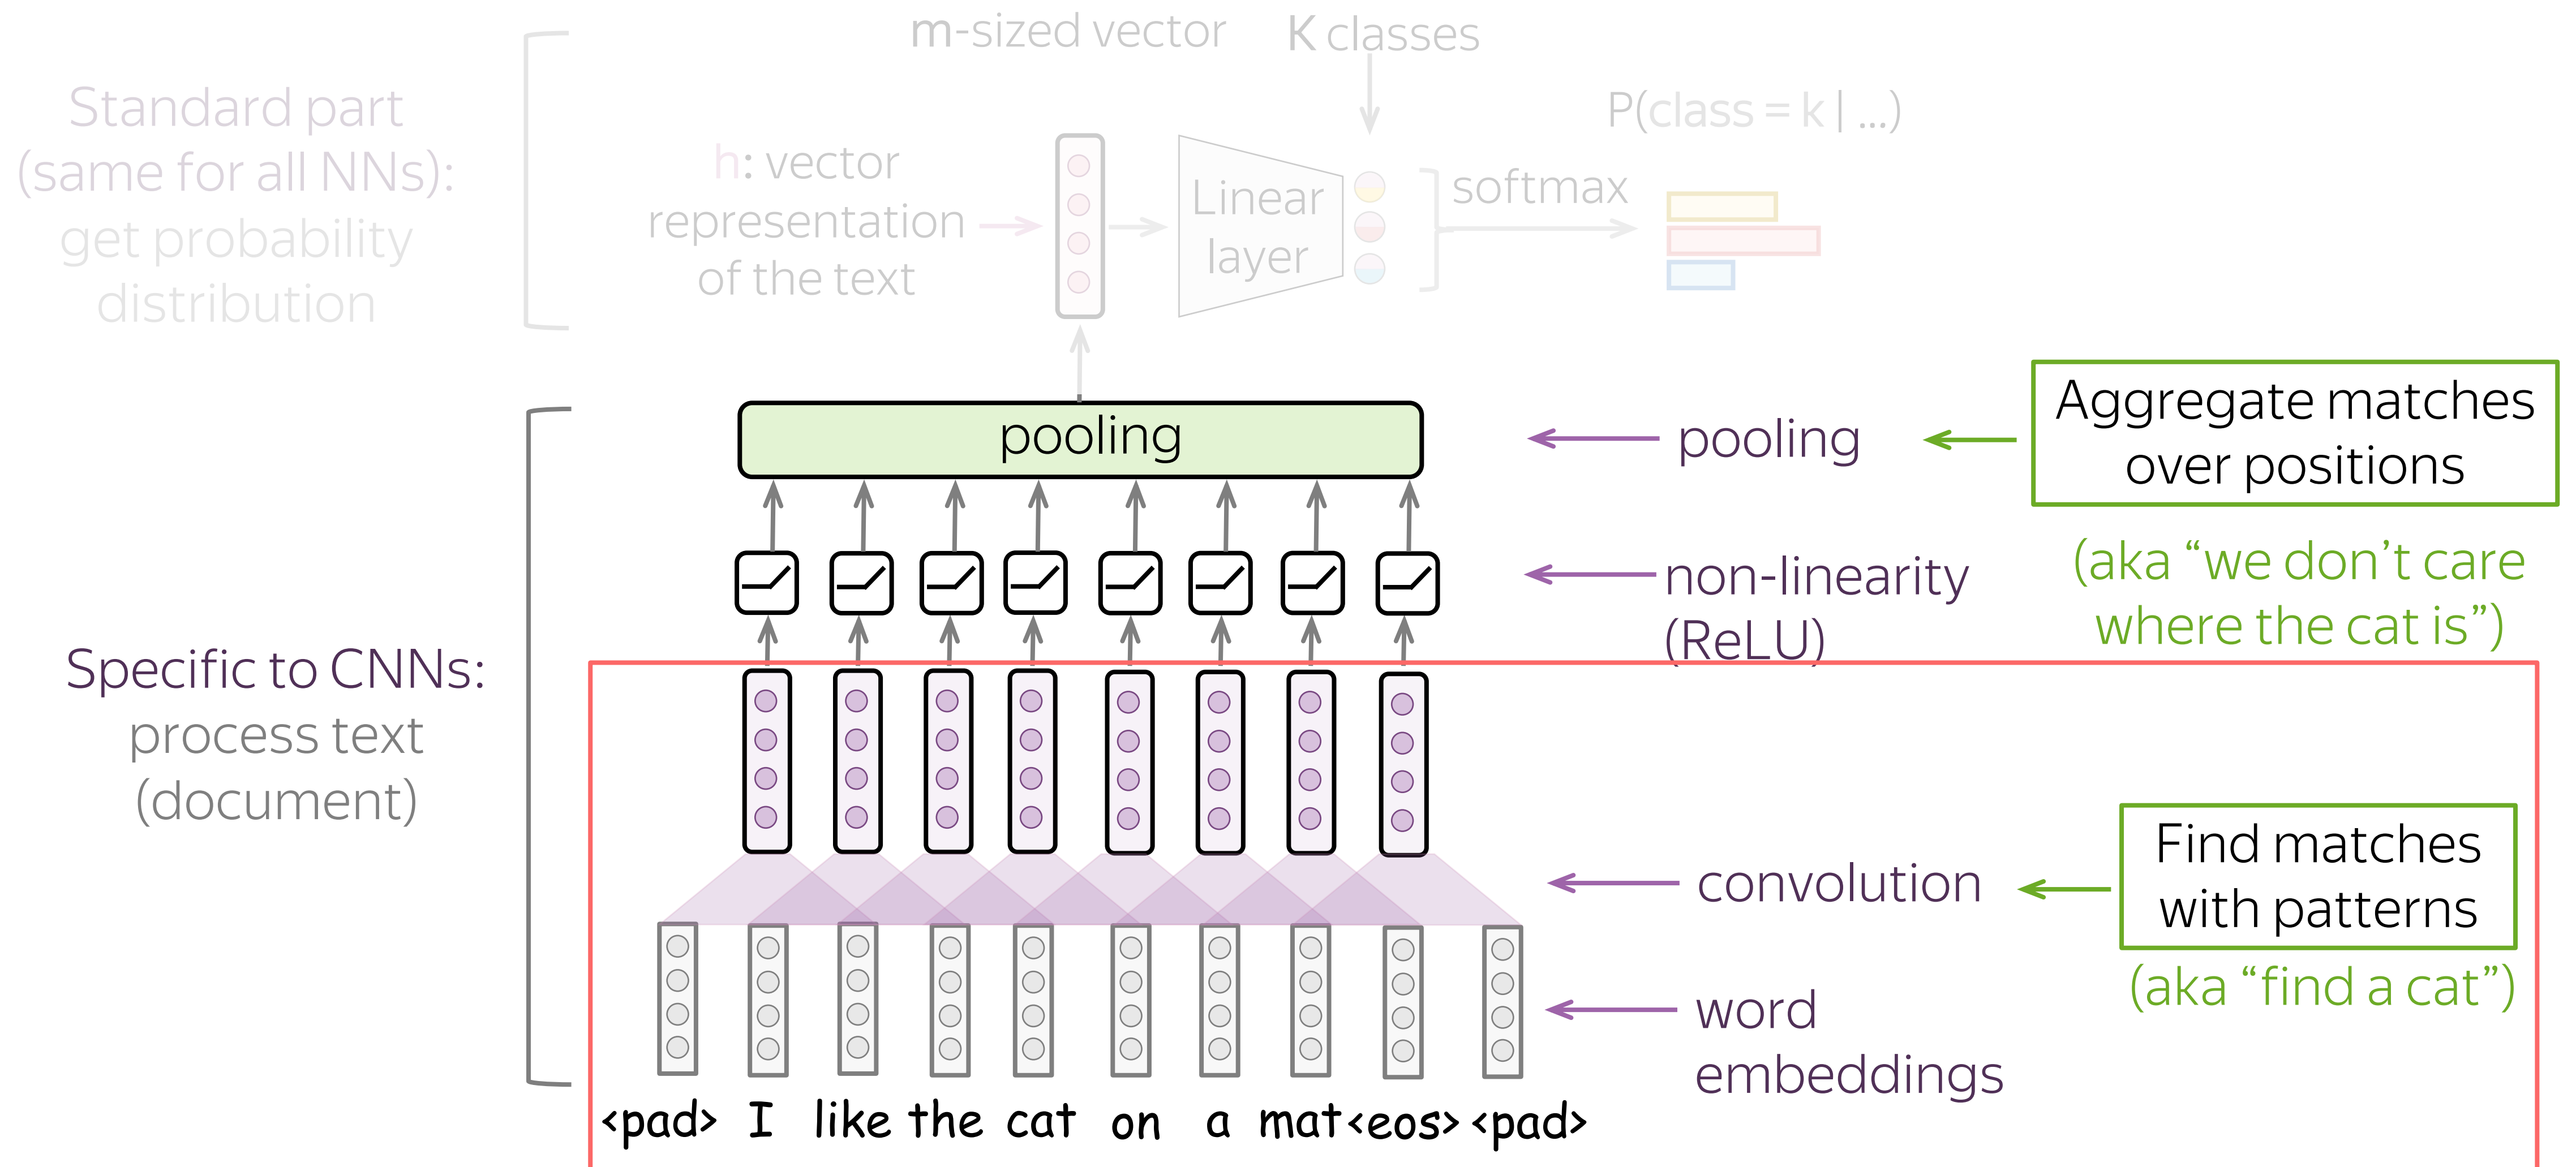 m-sized vector
K classes
Standard part
(same for all NNs):
get probability
distribution
h: vector
representation
of the text
Linear
layer
softmax
P(class = k | ...)
pooling
pooling
Aggregate matches
over positions
(aka “we don’t care
where the cat is”)
non-linearity
(ReLU)
Specific to CNNs:
process text
(document)
convolution
Find matches
with patterns
(aka “find a cat”)
word
embeddings
<pad> I like the cat on a mat <eos> <pad>